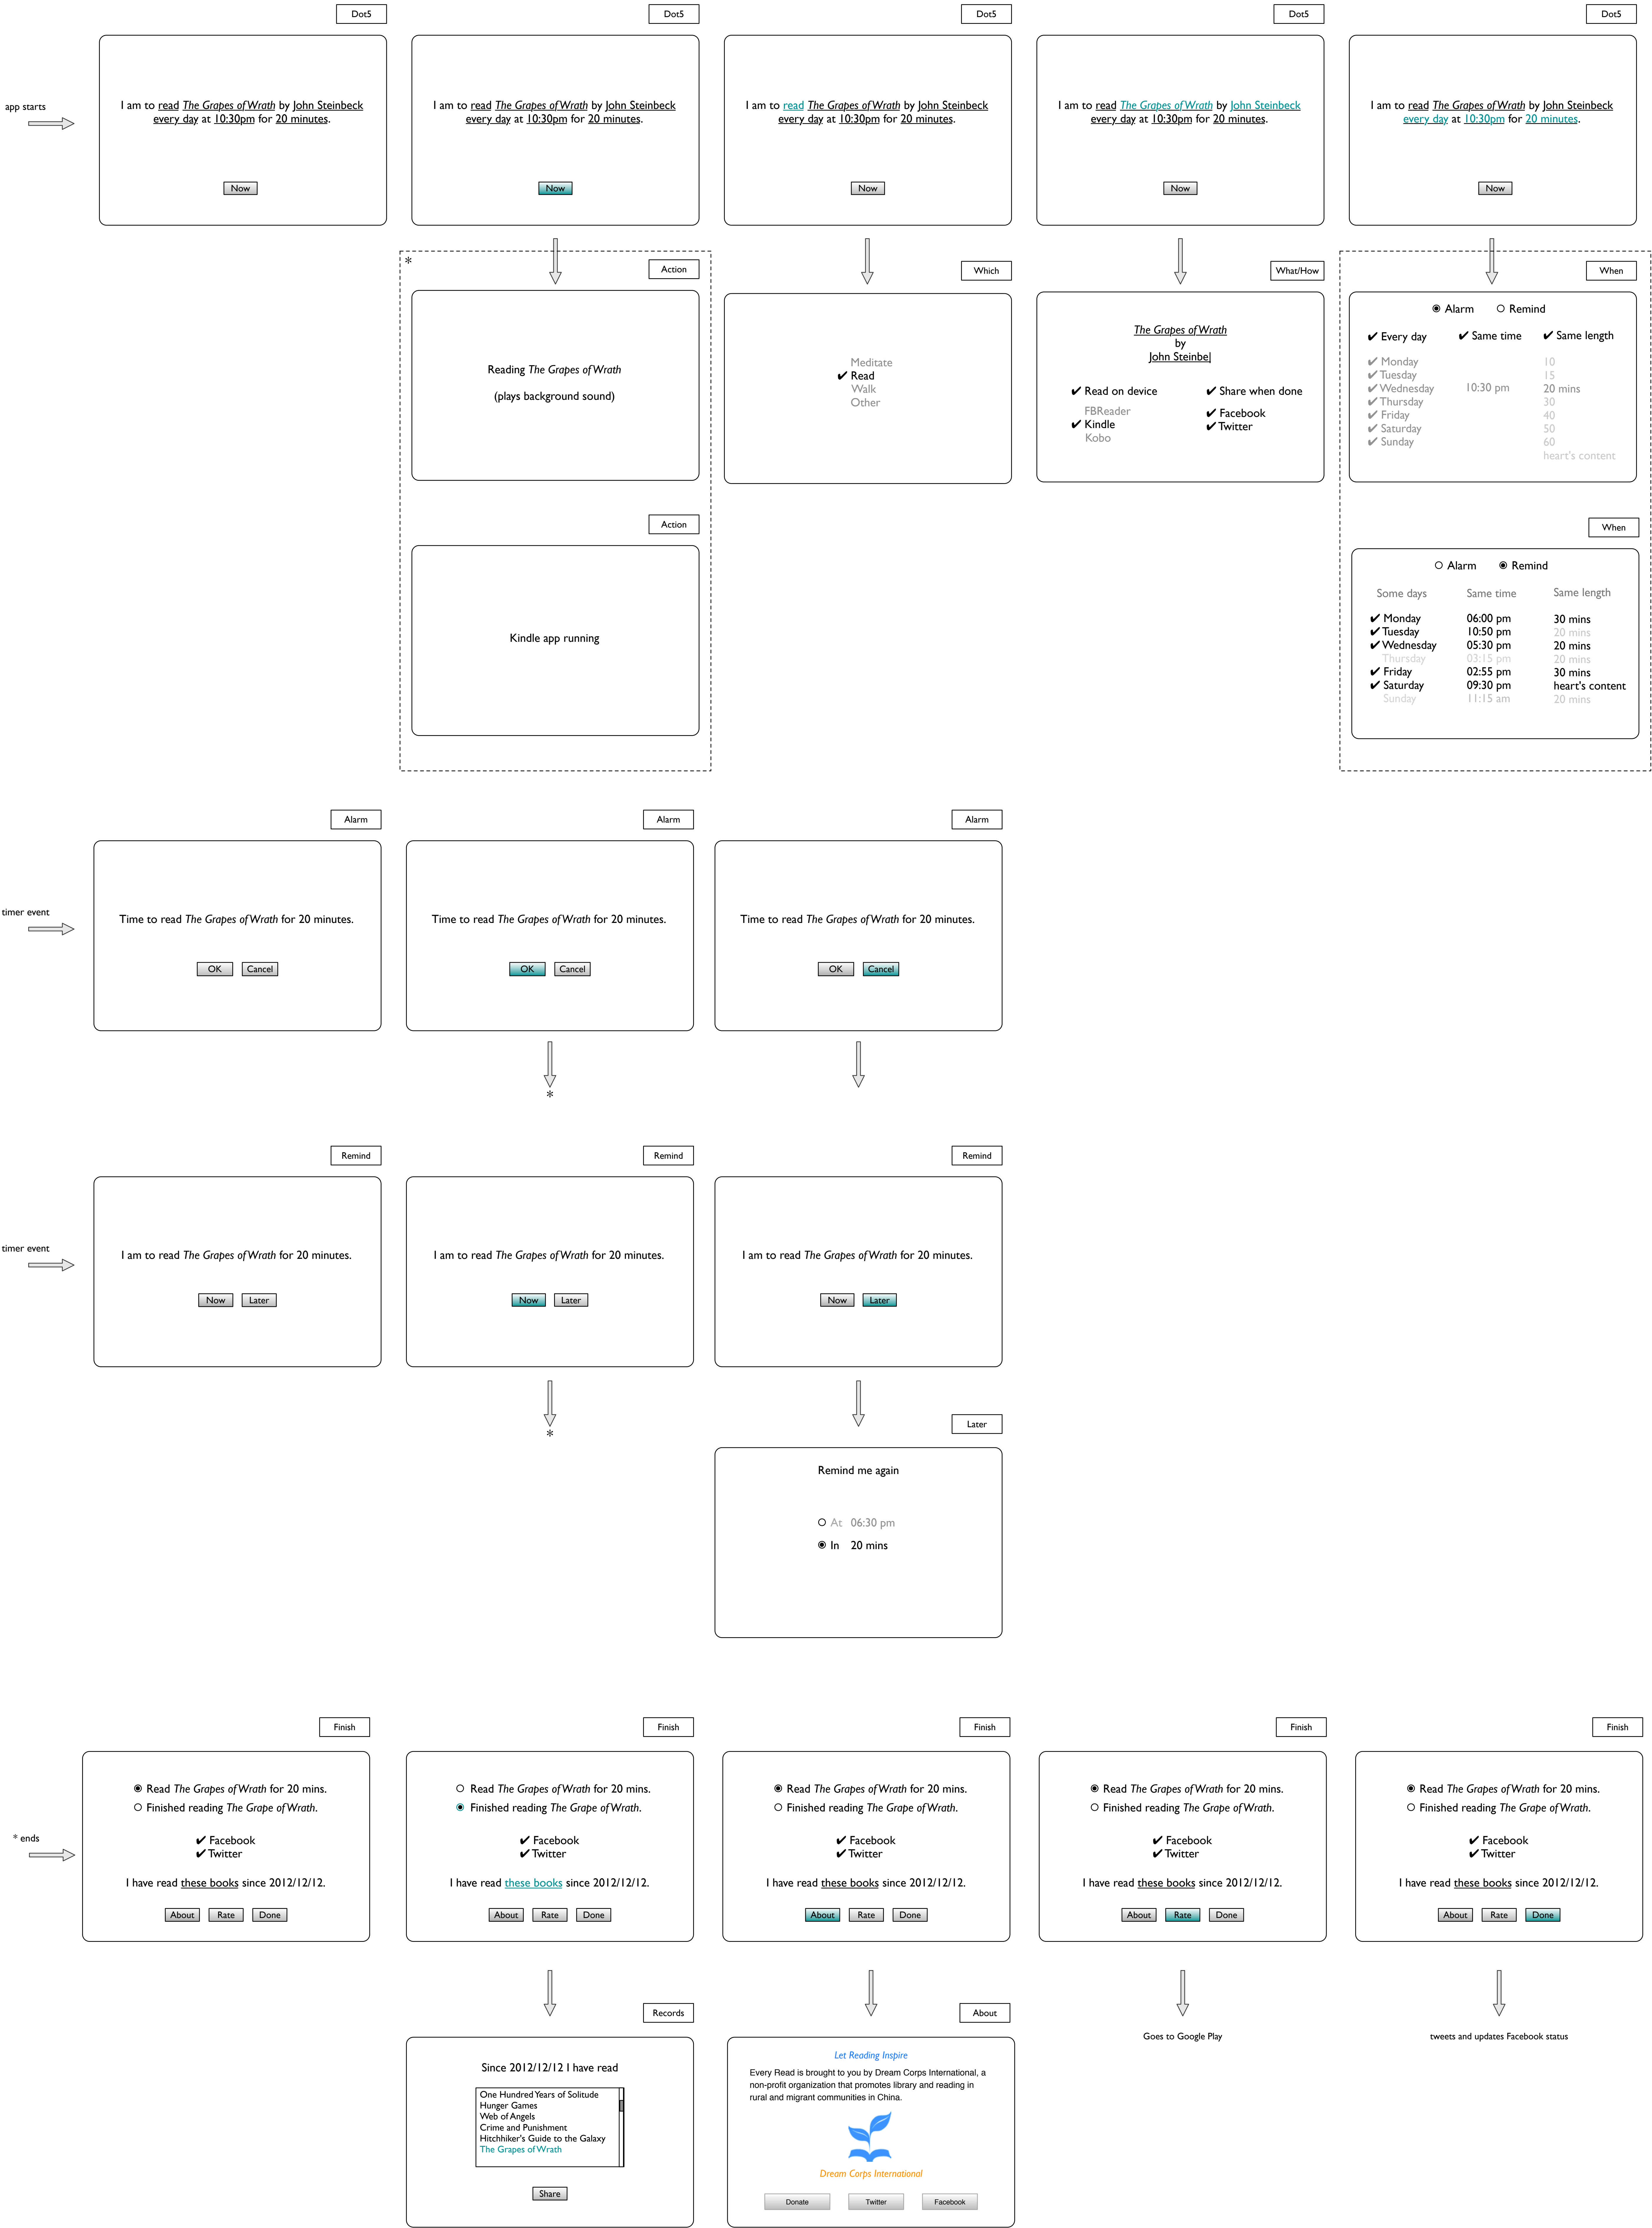 Dot5
Dot5
Dot5
Dot5
Dot5
app starts
I am to read The Grapes of Wrath by John Steinbeck
every day at 10:30pm for 20 minutes.
Now
I am to read The Grapes of Wrath by John Steinbeck
every day at 10:30pm for 20 minutes.
Now
I am to read The Grapes of Wrath by John Steinbeck
every day at 10:30pm for 20 minutes.
Now
I am to read The Grapes of Wrath by John Steinbeck
every day at 10:30pm for 20 minutes.
Now
I am to read The Grapes of Wrath by John Steinbeck
every day at 10:30pm for 20 minutes.
Now
*
Action
Reading The Grapes of Wrath
(plays background sound)
Action
Kindle app running
Which
Meditate
✔ Read
Walk
Other
What/How
The Grapes of Wrath
by
John Steinbe|
✔ Read on device
FBReader
✔ Kindle
Kobo
✔ Share when done
✔ Facebook
✔ Twitter
When
Alarm Remind
✔ Every day ✔ Same time ✔ Same length
✔ Monday 10
✔ Tuesday 15
✔ Wednesday 10:30 pm 20 mins
✔ Thursday 30
✔ Friday 40
✔ Saturday 50
✔ Sunday 60
heart's content
When
Alarm Remind
Some days Same time Same length
✔ Monday 06:00 pm 30 mins
✔ Tuesday 10:50 pm 20 mins
✔ Wednesday 05:30 pm 20 mins
Thursday 03:15 pm 20 mins
✔ Friday 02:55 pm 30 mins
✔ Saturday 09:30 pm heart's content
Sunday 11:15 am 20 mins
Alarm
Alarm
Alarm
timer event
Time to read The Grapes of Wrath for 20 minutes.
OK Cancel
Time to read The Grapes of Wrath for 20 minutes.
OK Cancel
*
Time to read The Grapes of Wrath for 20 minutes.
OK Cancel
Remind
Remind
Remind
timer event
I am to read The Grapes of Wrath for 20 minutes.
Now Later
I am to read The Grapes of Wrath for 20 minutes.
Now Later
*
I am to read The Grapes of Wrath for 20 minutes.
Now Later
Later
Remind me again
At 06:30 pm
In 20 mins
Finish
Finish
Finish
Finish
Finish
* ends
Read The Grapes of Wrath for 20 mins.
Finished reading The Grape of Wrath.
✔ Facebook
✔ Twitter
I have read these books since 2012/12/12.
About Rate Done
Read The Grapes of Wrath for 20 mins.
Finished reading The Grape of Wrath.
✔ Facebook
✔ Twitter
I have read these books since 2012/12/12.
About Rate Done
Read The Grapes of Wrath for 20 mins.
Finished reading The Grape of Wrath.
✔ Facebook
✔ Twitter
I have read these books since 2012/12/12.
About Rate Done
Read The Grapes of Wrath for 20 mins.
Finished reading The Grape of Wrath.
✔ Facebook
✔ Twitter
I have read these books since 2012/12/12.
About Rate Done
Read The Grapes of Wrath for 20 mins.
Finished reading The Grape of Wrath.
✔ Facebook
✔ Twitter
I have read these books since 2012/12/12.
About Rate Done
Records
Since 2012/12/12 I have read
One Hundred Years of Solitude
Hunger Games
Web of Angels
Crime and Punishment
Hitchhiker's Guide to the Galaxy
The Grapes of Wrath
Share
About
Let Reading Inspire
Every Read is brought to you by Dream Corps International, a
non-profit organization that promotes library and reading in
rural and migrant communities in China.
Dream Corps International
Donate Twitter Facebook
Goes to Google Play
tweets and updates Facebook status